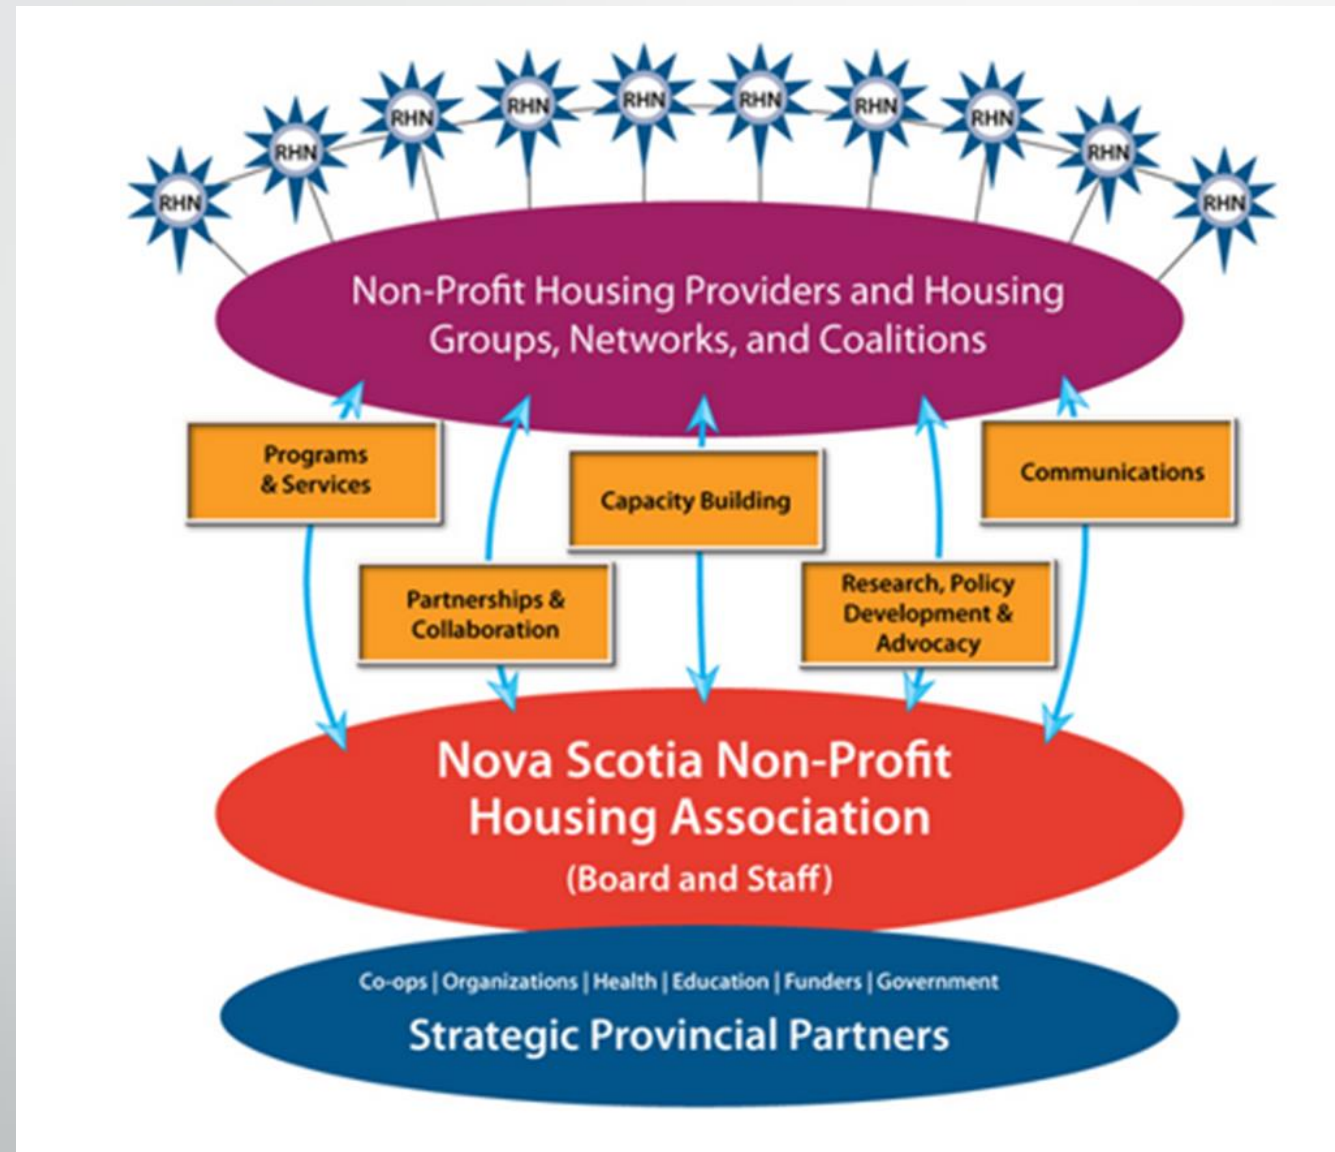 RHN
RHN
RHN
RHN
RHN
RHN
RHN
RHN
RHN
RHN
Non-Profit Housing Providers and Housing
Groups, Networks, and Coalitions
Programs
& Services
Partnerships &
Collaboration
Capacity Building
Research, Policy
Development &
Advocacy
Communications
Nova Scotia Non-Profit
Housing Association
(Board and Staff)
Co-ops | Organizations | Health | Education | Funders | Government
Strategic Provincial Partners